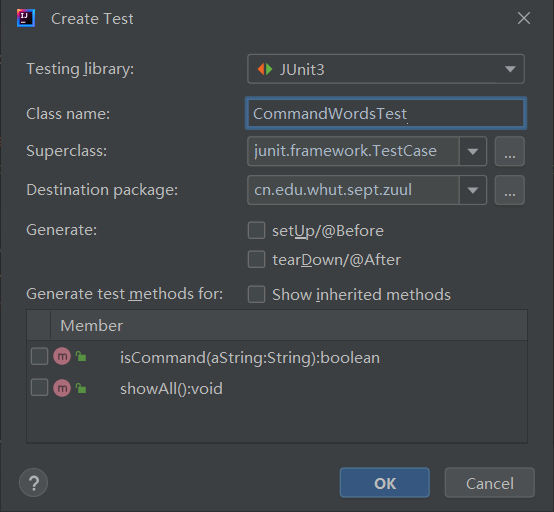 Create Test
Testing library: JUnit3
Class name: CommandWordsTest
Superclass: junit.framework.TestCase ...
Destination package: cn.edu.whut.sept.zuul ...
Generate: setUp/@Before
tearDown/@After
Generate test methods for: Show inherited methods
Member
m isCommand(aString:String):boolean
m showAll():void
? OK Cancel